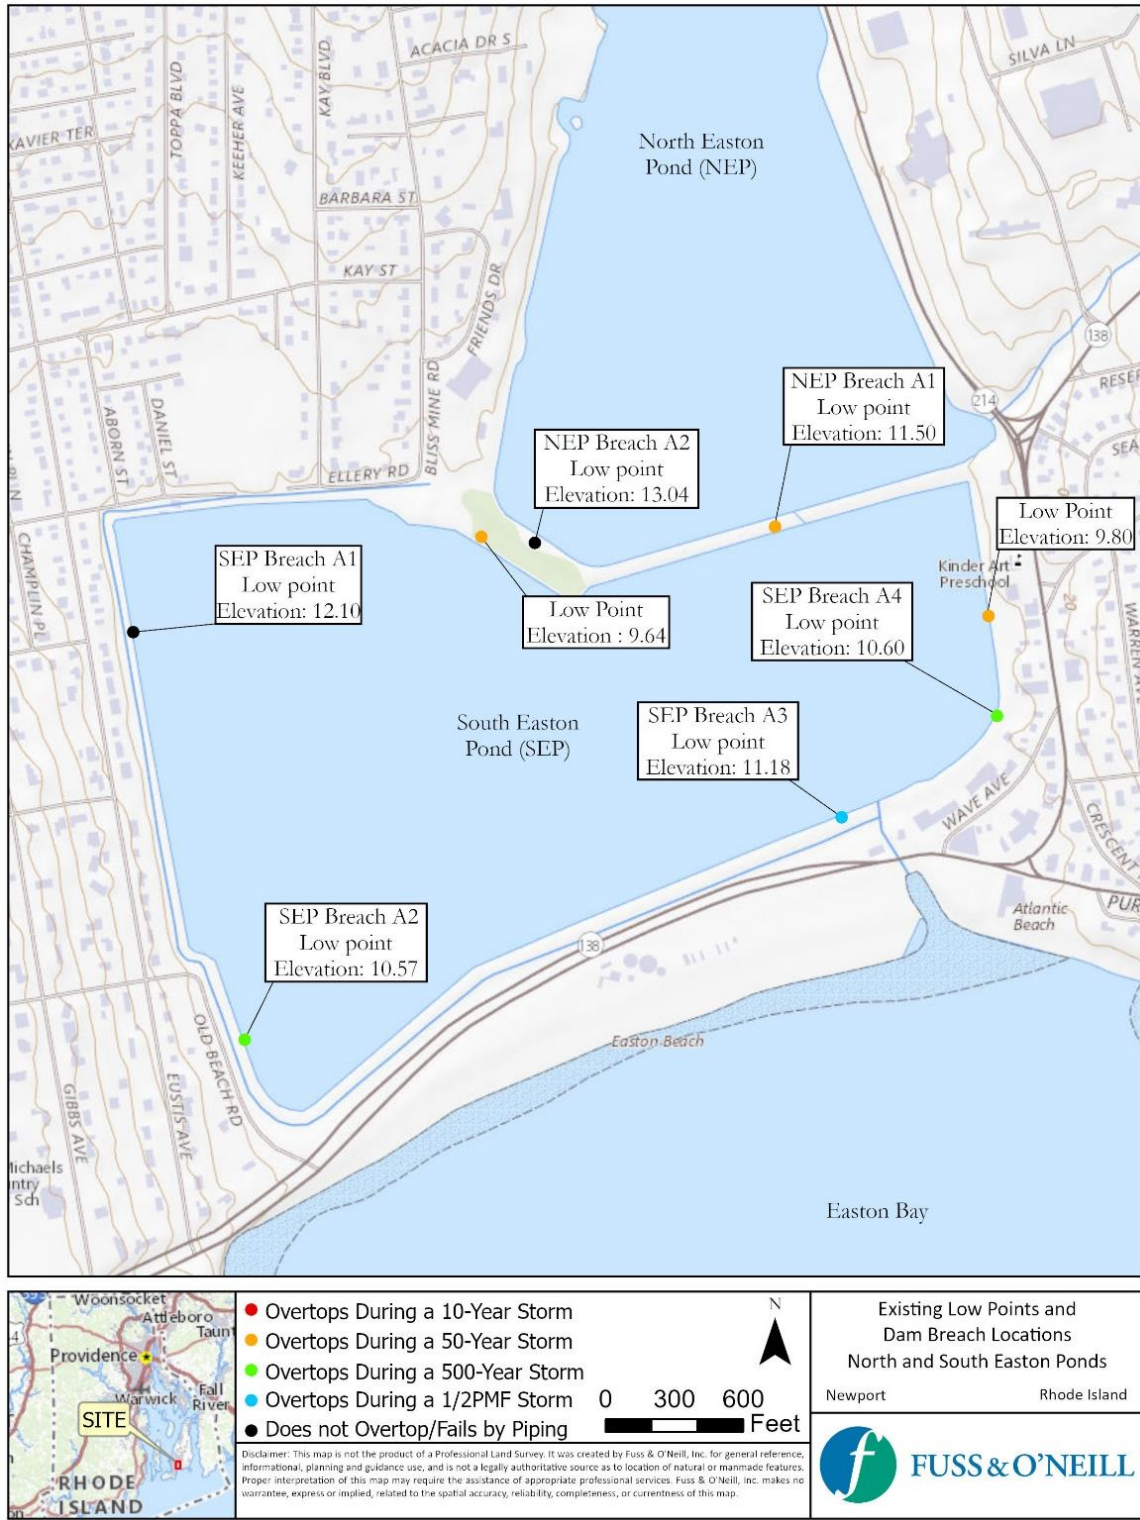 ACACIA DR S
SILVA LN
KAY BLVD
TOPPA BLVD
KEEHER AVE
XAVIER TER
North Easton
Pond (NEP)
BARBARA ST
KAY ST
FRIENDS DR
138
RESER
214
NEP Breach A1
Low point
Elevation: 11.50
BLISS MINE RD
ABORN ST
DANIEL ST
ELLERY RD
NEP Breach A2
Low point
Elevation: 13.04
SEA
Low Point
Elevation: 9.80
CHAMPLIN PL
SEP Breach A1
Low point
Elevation: 12.10
Kinder Art
Preschool
SEP Breach A4
Low point
Elevation: 10.60
20
WARREN AVE
Low Point
Elevation : 9.64
South Easton
Pond (SEP)
SEP Breach A3
Low point
Elevation: 11.18
WAVE AVE
CRESCENT
SEP Breach A2
Low point
Elevation: 10.57
138
Atlantic
Beach
PUR
OLD BEACH RD
Easton Beach
GIBBS AVE
EUSTIS AVE
Michaels
ntry
Sch
Easton Bay
Woonsocket
Attleboro
Taunt
Providence
Warwick
Fall
River
SITE
RHODE
ISLAND
Overtops During a 10-Year Storm
Overtops During a 50-Year Storm
Overtops During a 500-Year Storm
Overtops During a 1/2PMF Storm
Does not Overtop/Fails by Piping
N
0 300 600
Feet
Disclaimer: This map is not the product of a Professional Land Survey. It was created by Fuss & O'Neill, Inc. for general reference,
informational, planning and guidance use, and is not a legally authoritative source as to location of natural or manmade features.
Proper interpretation of this map may require the assistance of appropriate professional services. Fuss & O'Neill, Inc. makes no
warrantee, express or implied, related to the spatial accuracy, reliability, completeness, or currentness of this map.
Existing Low Points and
Dam Breach Locations
North and South Easton Ponds
Newport Rhode Island
FUSS & O'NEILL